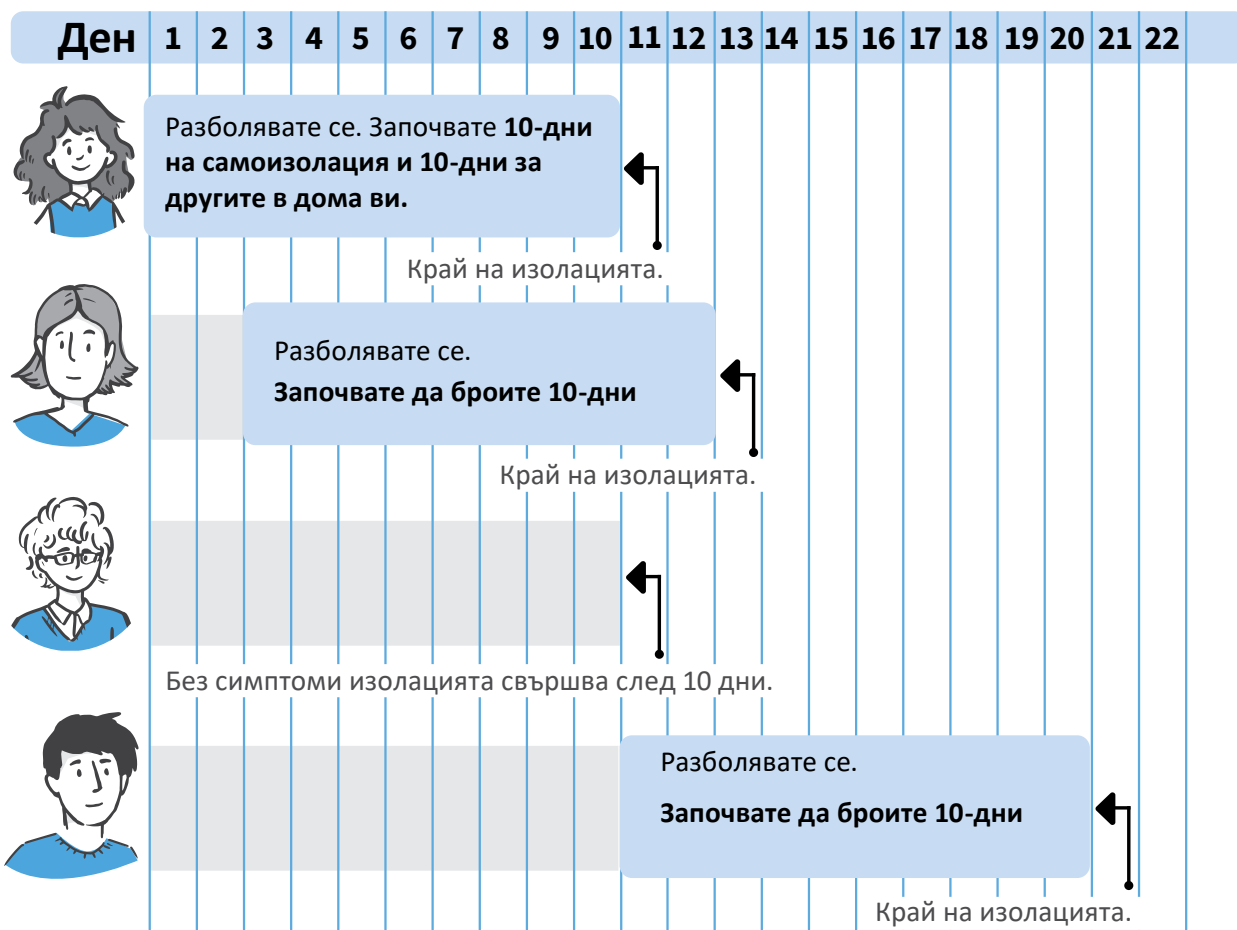 Ден 1 2 3 4 5 6 7 8 9 10 11 12 13 14 15 16 17 18 19 20 21 22
Разболявате се. Започвате 10-дни
на самоизолация и 10-дни за
другите в дома ви.
Край на изолацията.
Разболявате се.
Започвате да броите 10-дни
Край на изолацията.
Без симптоми изолацията свършва след 10 дни.
Разболявате се.
Започвате да броите 10-дни
Край на изолацията.